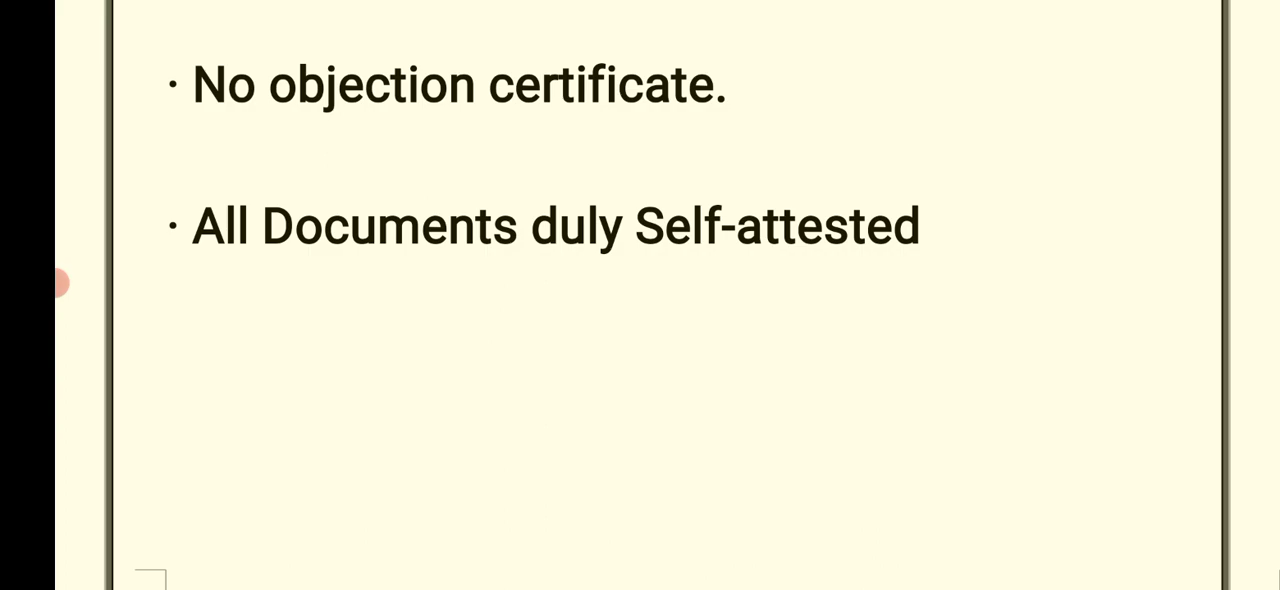 · No objection certificate.
· All Documents duly Self-attested